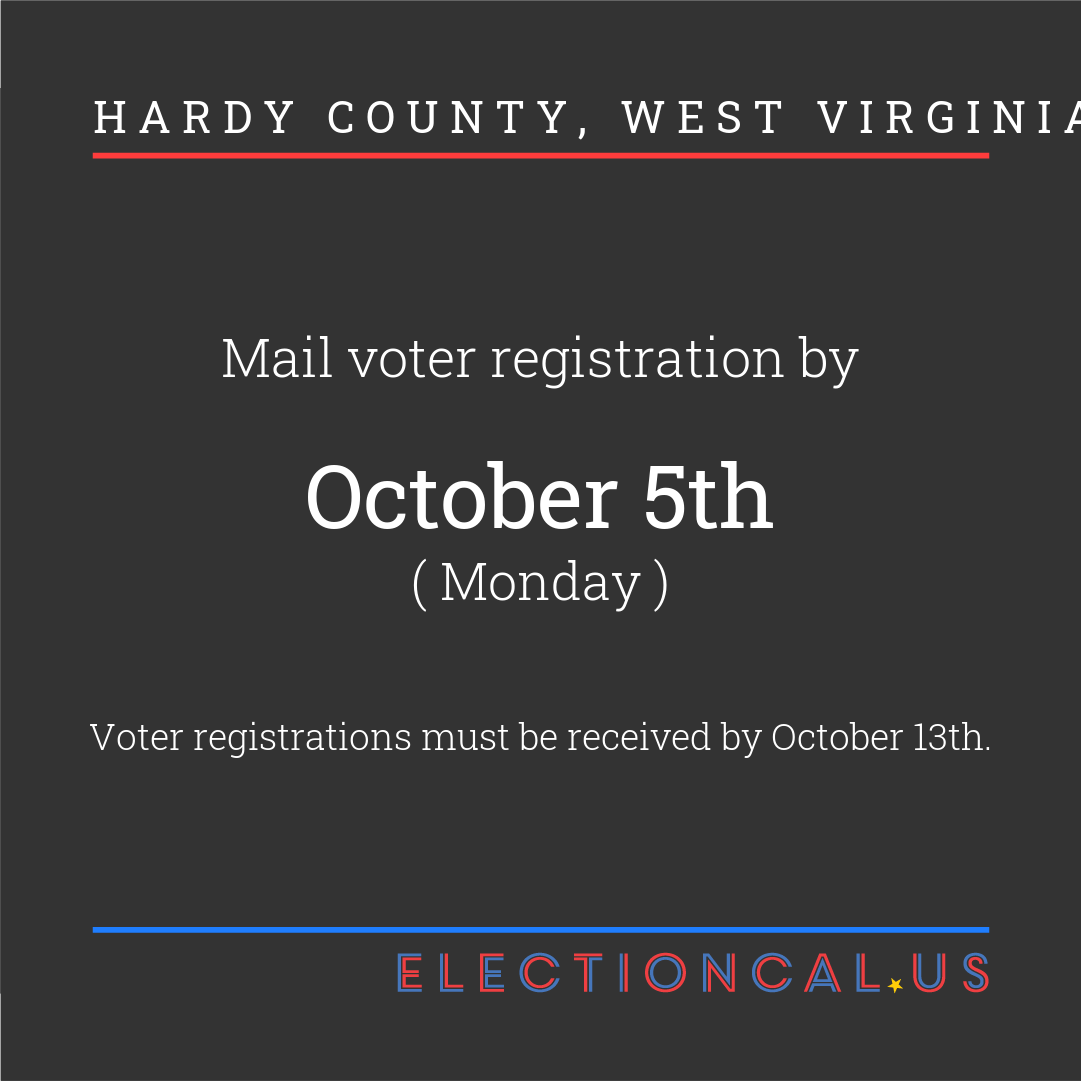 HARDY COUNTY, WEST VIRGINIA
Mail voter registration by
October 5th
( Monday )
Voter registrations must be received by October 13th.
ELECTIONCAL.US